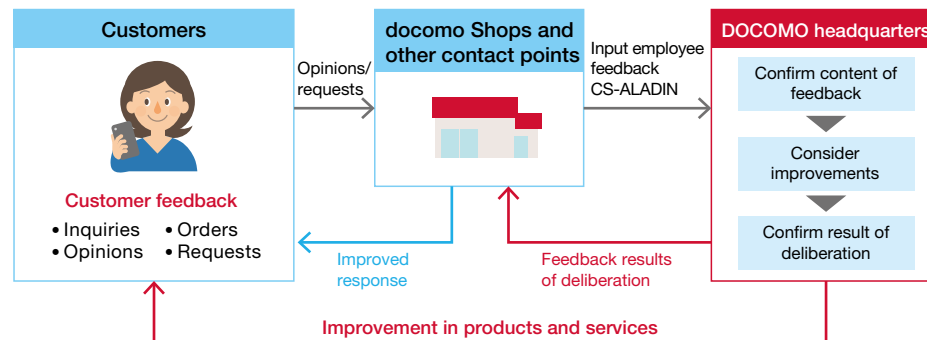 Customers
Customer feedback
• Inquiries • Orders
• Opinions • Requests
Opinions/
requests
docomo Shops and
other contact points
Input employee
feedback
CS-ALADIN
DOCOMO headquarters
Confirm content of
feedback
Consider
improvements
Confirm result of
deliberation
Improved
response
Feedback results
of deliberation
Improvement in products and services